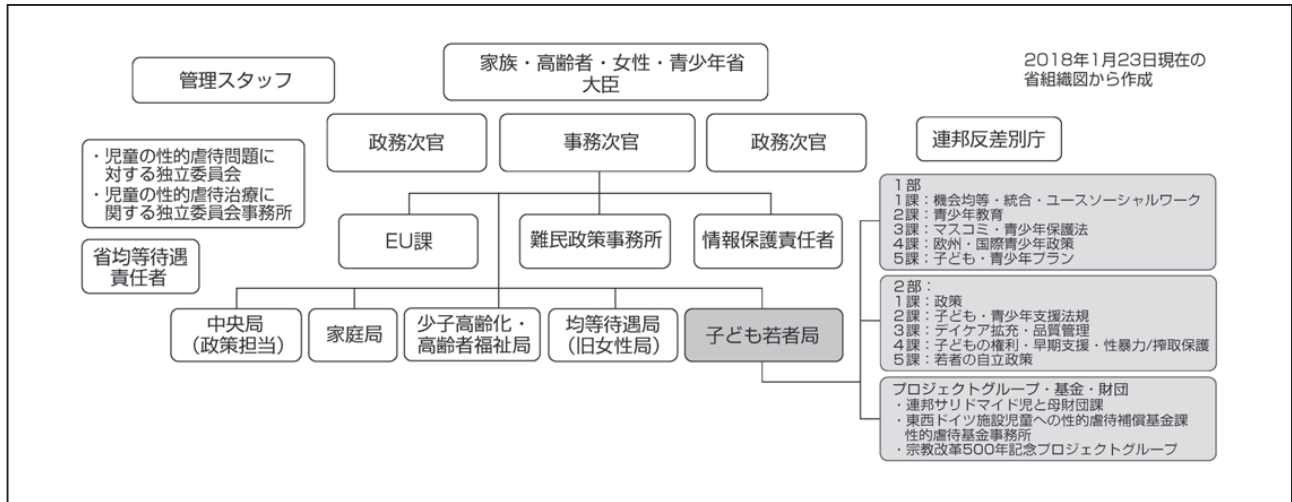 家族・高齢者・女性・青少年省
大臣
2018年1月23日現在の
省組織図から作成
管理スタッフ
政務次官
事務次官
政務次官
連邦反差別庁
・児童の性的虐待問題に
対する独立委員会
・児童の性的虐待治療に
関する独立委員会事務所
省均等待遇
責任者
EU課
難民政策事務所
情報保護責任者
中央局
（政策担当）
家庭局
少子高齢化・
高齢者福祉局
均等待遇局
（旧女性局）
子ども若者局
1部
1課：機会均等・統合・ユースソーシャルワーク
2課：青少年教育
3課：マスコミ・青少年保護法
4課：欧州・国際青少年政策
5課：子ども・青少年プラン
2部：
1課：政策
2課：子ども・青少年支援法規
3課：デイケア拡充・品質管理
4課：子どもの権利・早期支援・性暴力/搾取保護
5課：若者の自立政策
プロジェクトグループ・基金・財団
・連邦サリドマイド児と母財団課
・東西ドイツ施設児童への性的虐待補償基金課
性的虐待基金事務所
・宗教改革500年記念プロジェクトグループ